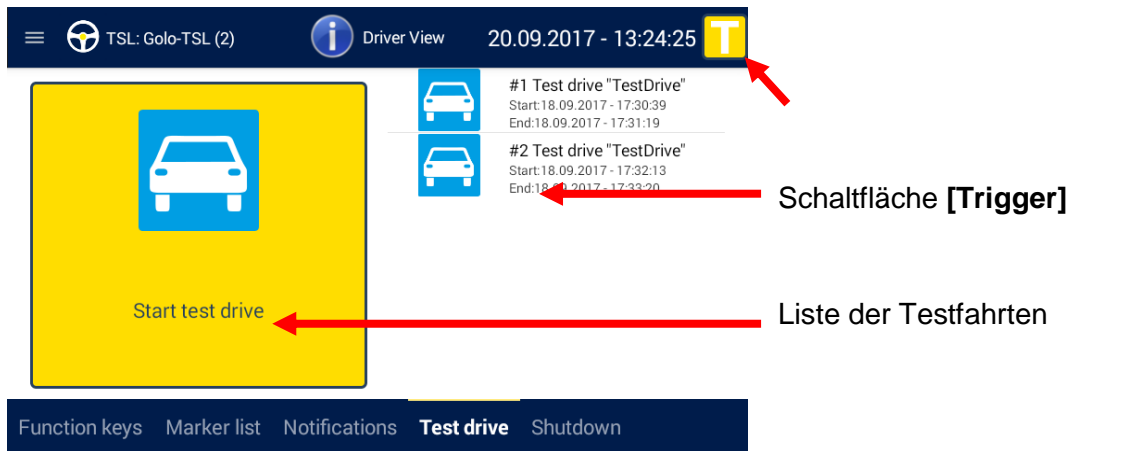 TSL: Golo-TSL (2)
Driver View
20.09.2017 - 13:24:25
T
#1 Test drive "TestDrive"
Start:18.09.2017 - 17:30:39
End:18.09.2017 - 17:31:19
#2 Test drive "TestDrive"
Start:18.09.2017 - 17:32:13
End:18.09.2017 - 17:33:20
Start test drive
Schaltfläche [Trigger]
Liste der Testfahrten
Function keys Marker list Notifications Test drive Shutdown